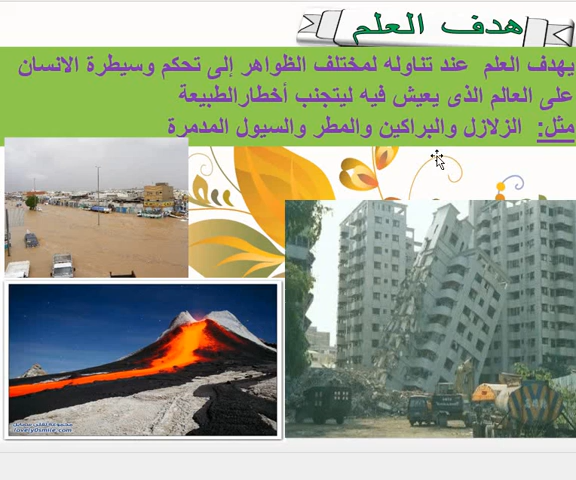 هدف العلم
يهدف العلم عند تناوله لمختلف الظواهر إلى تحكم وسيطرة الانسان
على العالم الذى يعيش فيه ليتجنب أخطارالطبيعة
مثل: الزلازل والبراكين والمطر والسيول المدمرة